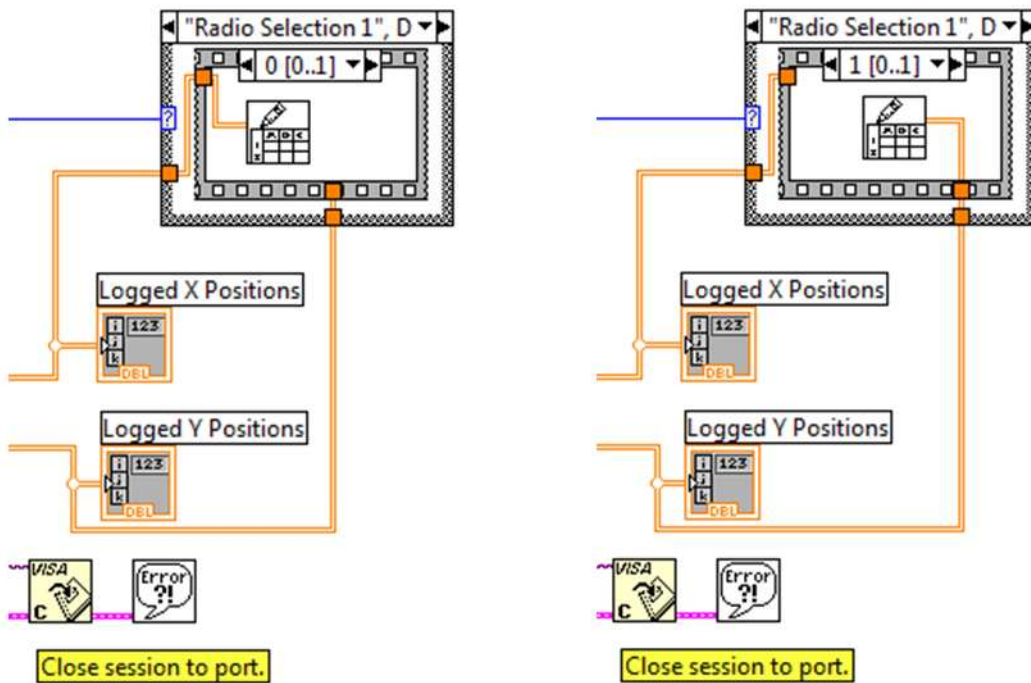 "Radio Selection 1", D
0 [0..1]
?
Logged X Positions
i
j
k
123
DBL
Logged Y Positions
i
j
k
123
DBL
VISA
C
Error
?!
Close session to port.
"Radio Selection 1", D
1 [0..1]
?
Logged X Positions
i
j
k
123
DBL
Logged Y Positions
i
j
k
123
DBL
VISA
C
Error
?!
Close session to port.